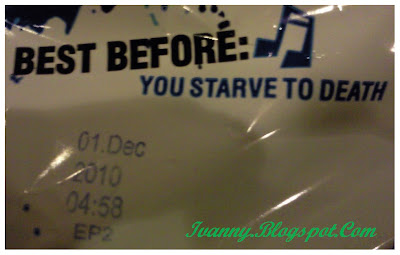 BEST BEFORE:
YOU STARVE TO DEATH
01.Dec
2010
04:58
EP2
Ivanny.Blogspot.Com